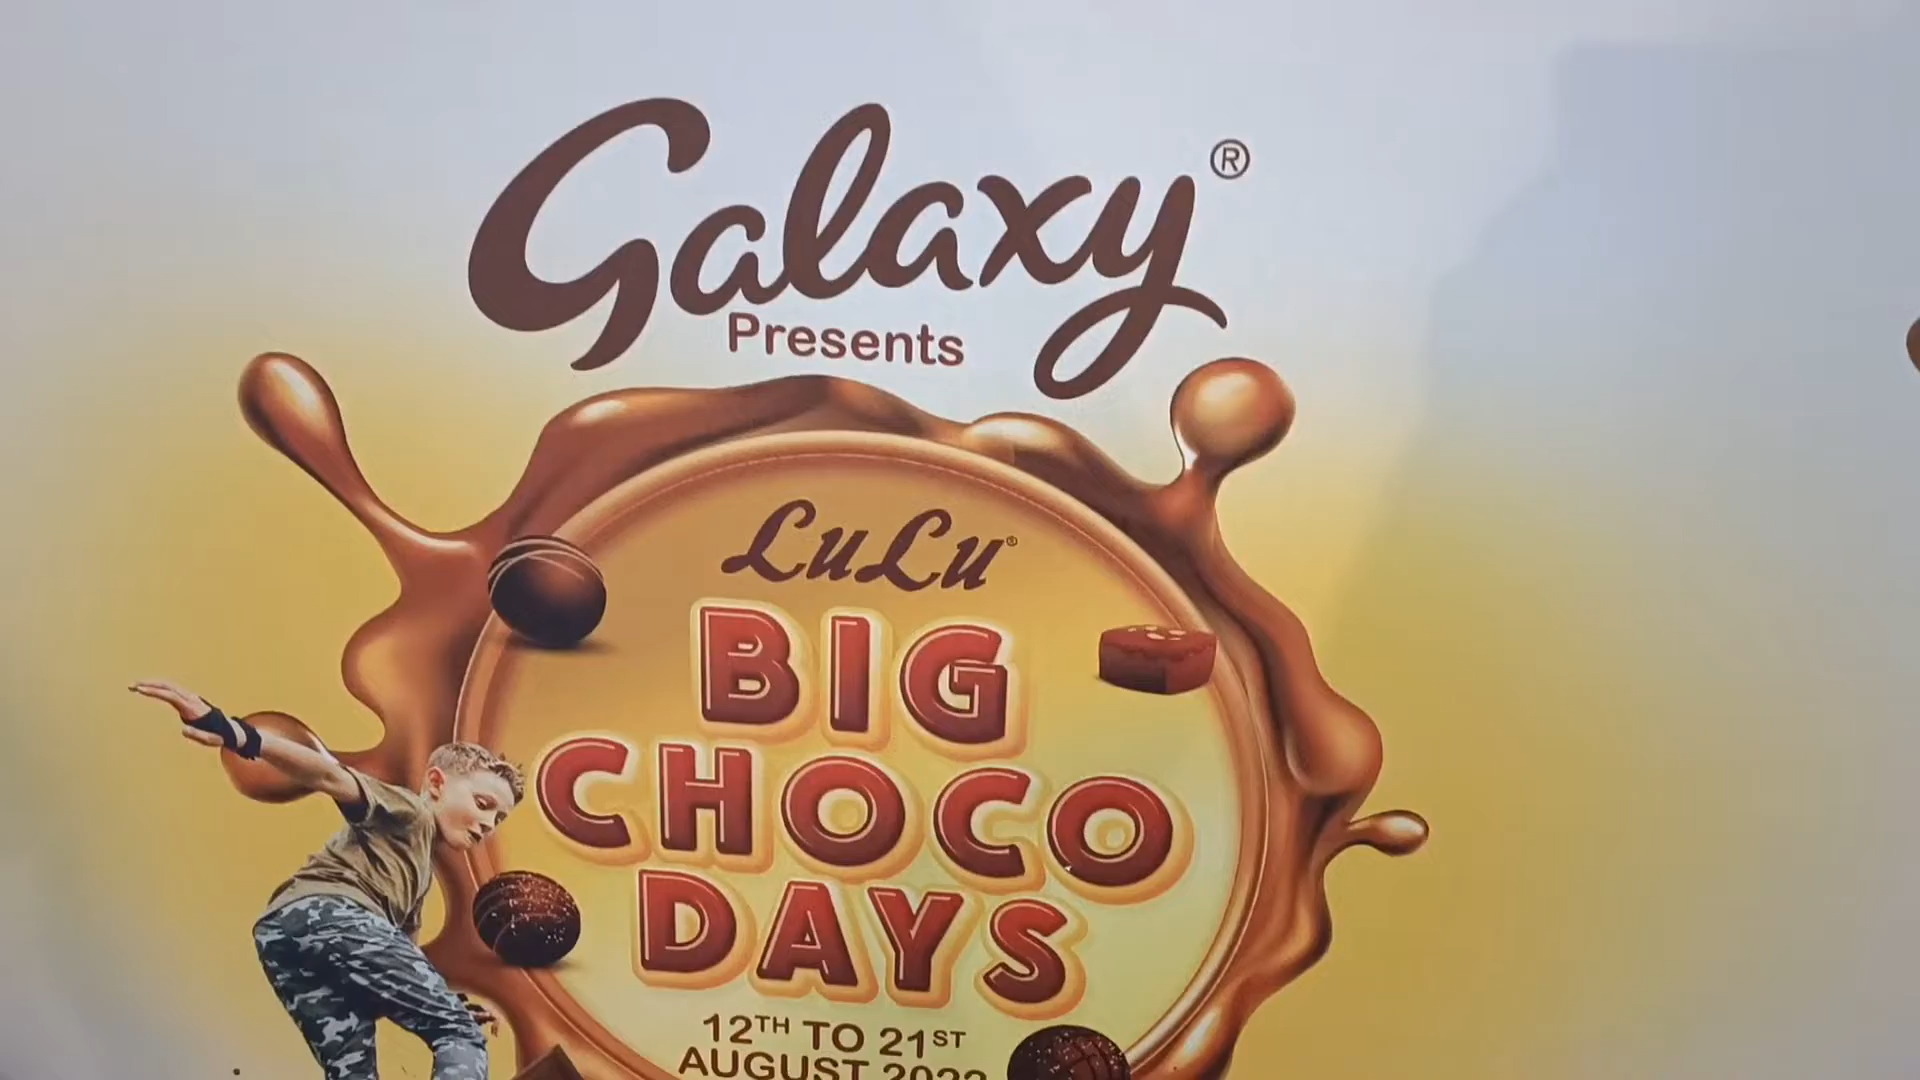 Galaxy®
Presents
LuLu®
BIG
CHOCO
DAYS
12TH TO 21ST
AUGUST